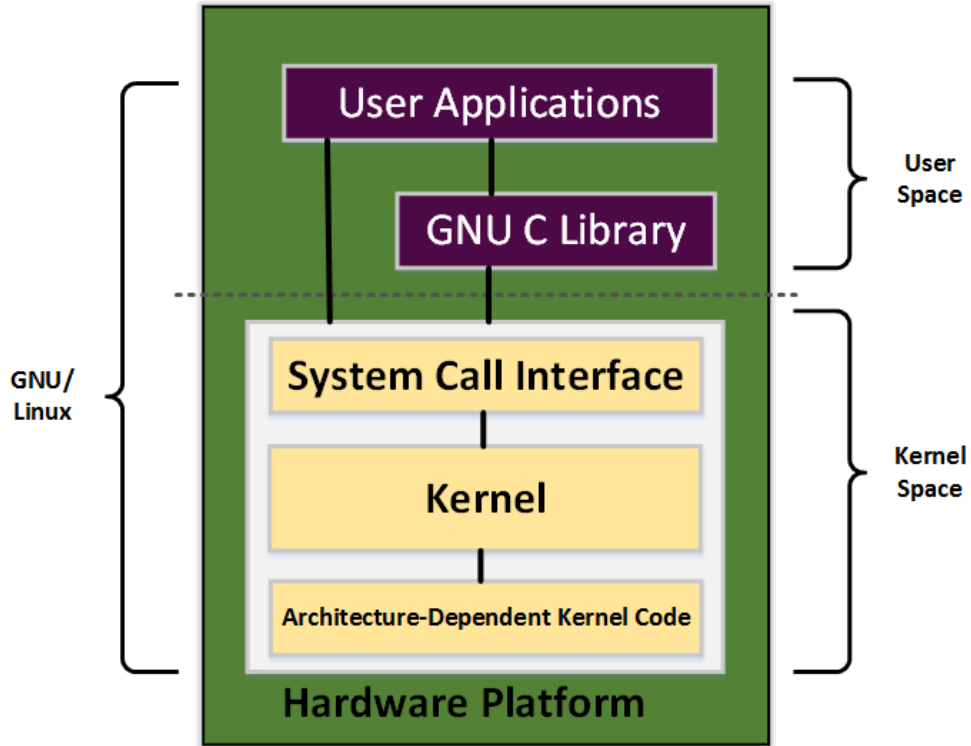 User Applications
User
Space
GNU C Library
GNU/
Linux
System Call Interface
Kernel
Kernel
Space
Architecture-Dependent Kernel Code
Hardware Platform